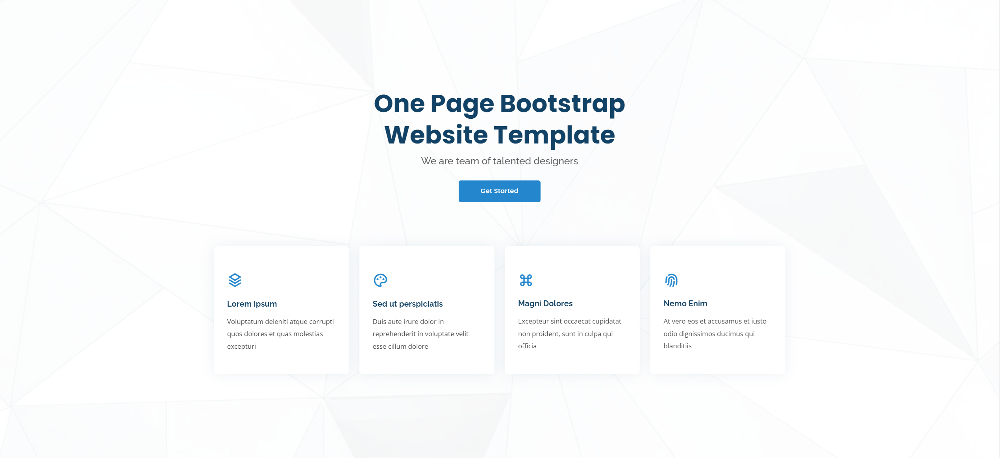 One Page Bootstrap
Website Template
We are team of talented designers
Get Started
Lorem Ipsum
Voluptatum deleniti atque corrupti
quos dolores et quas molestias
excepturi
Sed ut perspiciatis
Duis aute irure dolor in
reprehenderit in voluptate velit
esse cillum dolore
Magni Dolores
Excepteur sint occaecat cupidatat
non proident, sunt in culpa qui
officia
Nemo Enim
At vero eos et accusamus et iusto
odio dignissimos ducimus qui
blanditiis